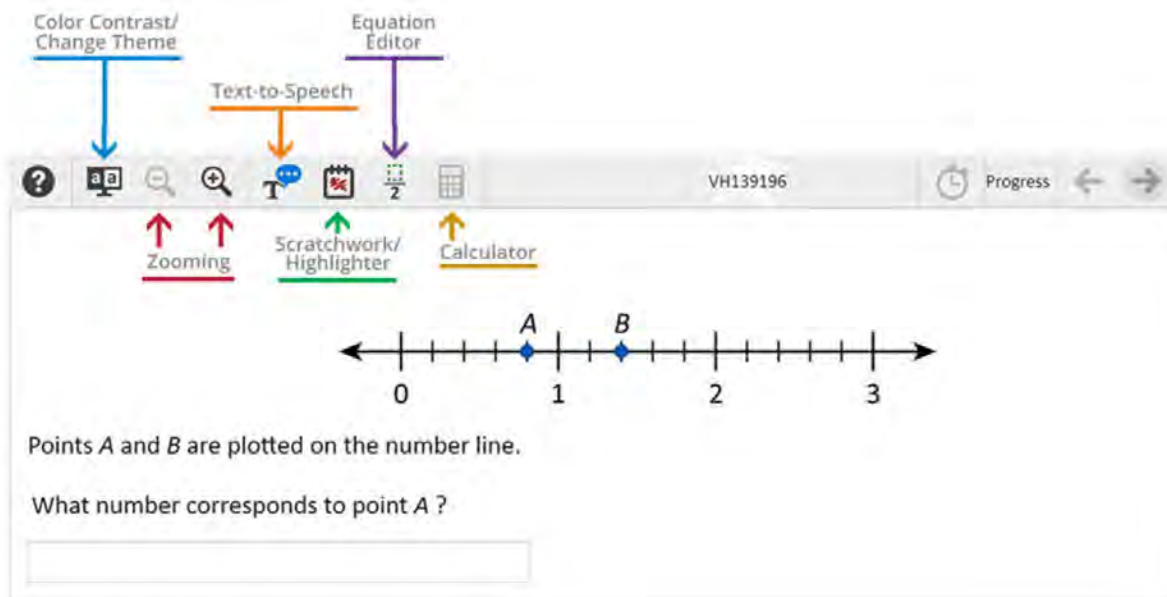 Color Contrast/
Change Theme
Equation
Editor
Text-to-Speech
?
a a
T
2
VH139196
Progress
Zooming
Scratchwork/
Highlighter
Calculator
A B
0 1 2 3
Points A and B are plotted on the number line.
What number corresponds to point A ?